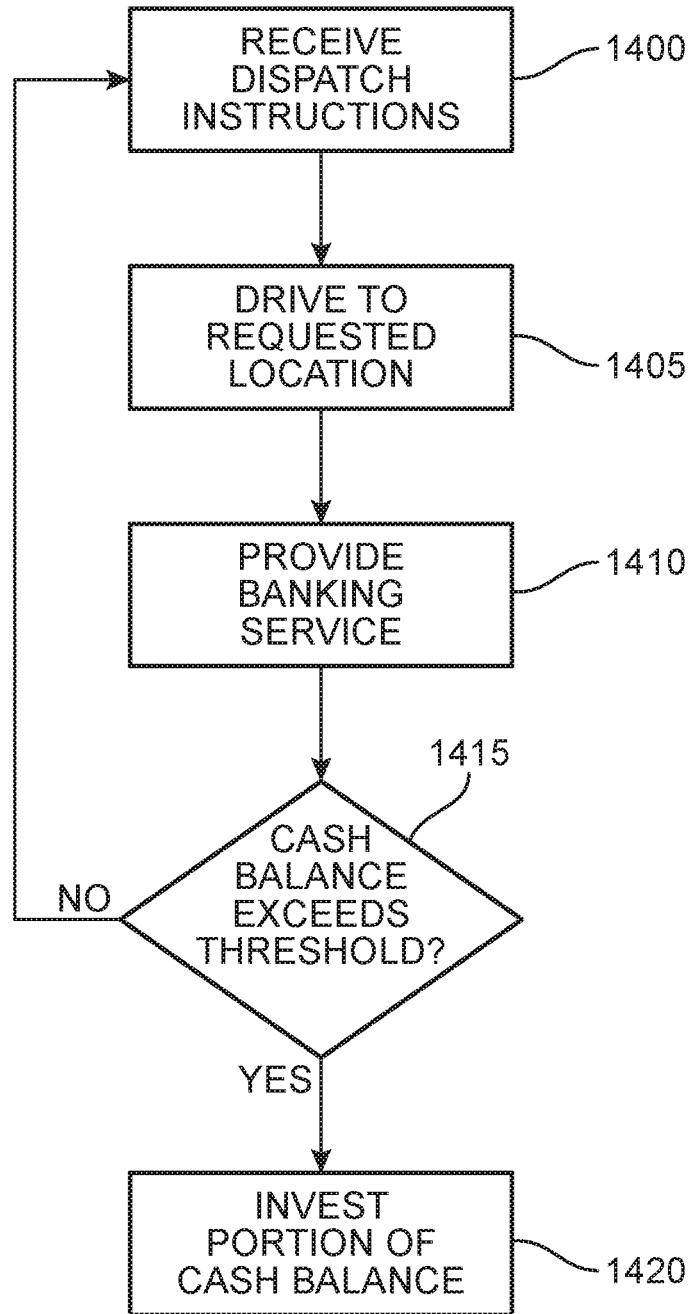 RECEIVE
DISPATCH
INSTRUCTIONS
1400
DRIVE TO
REQUESTED
LOCATION
1405
PROVIDE
BANKING
SERVICE
1410
1415
CASH
BALANCE
EXCEEDS
THRESHOLD?
NO
YES
INVEST
PORTION OF
CASH BALANCE
1420